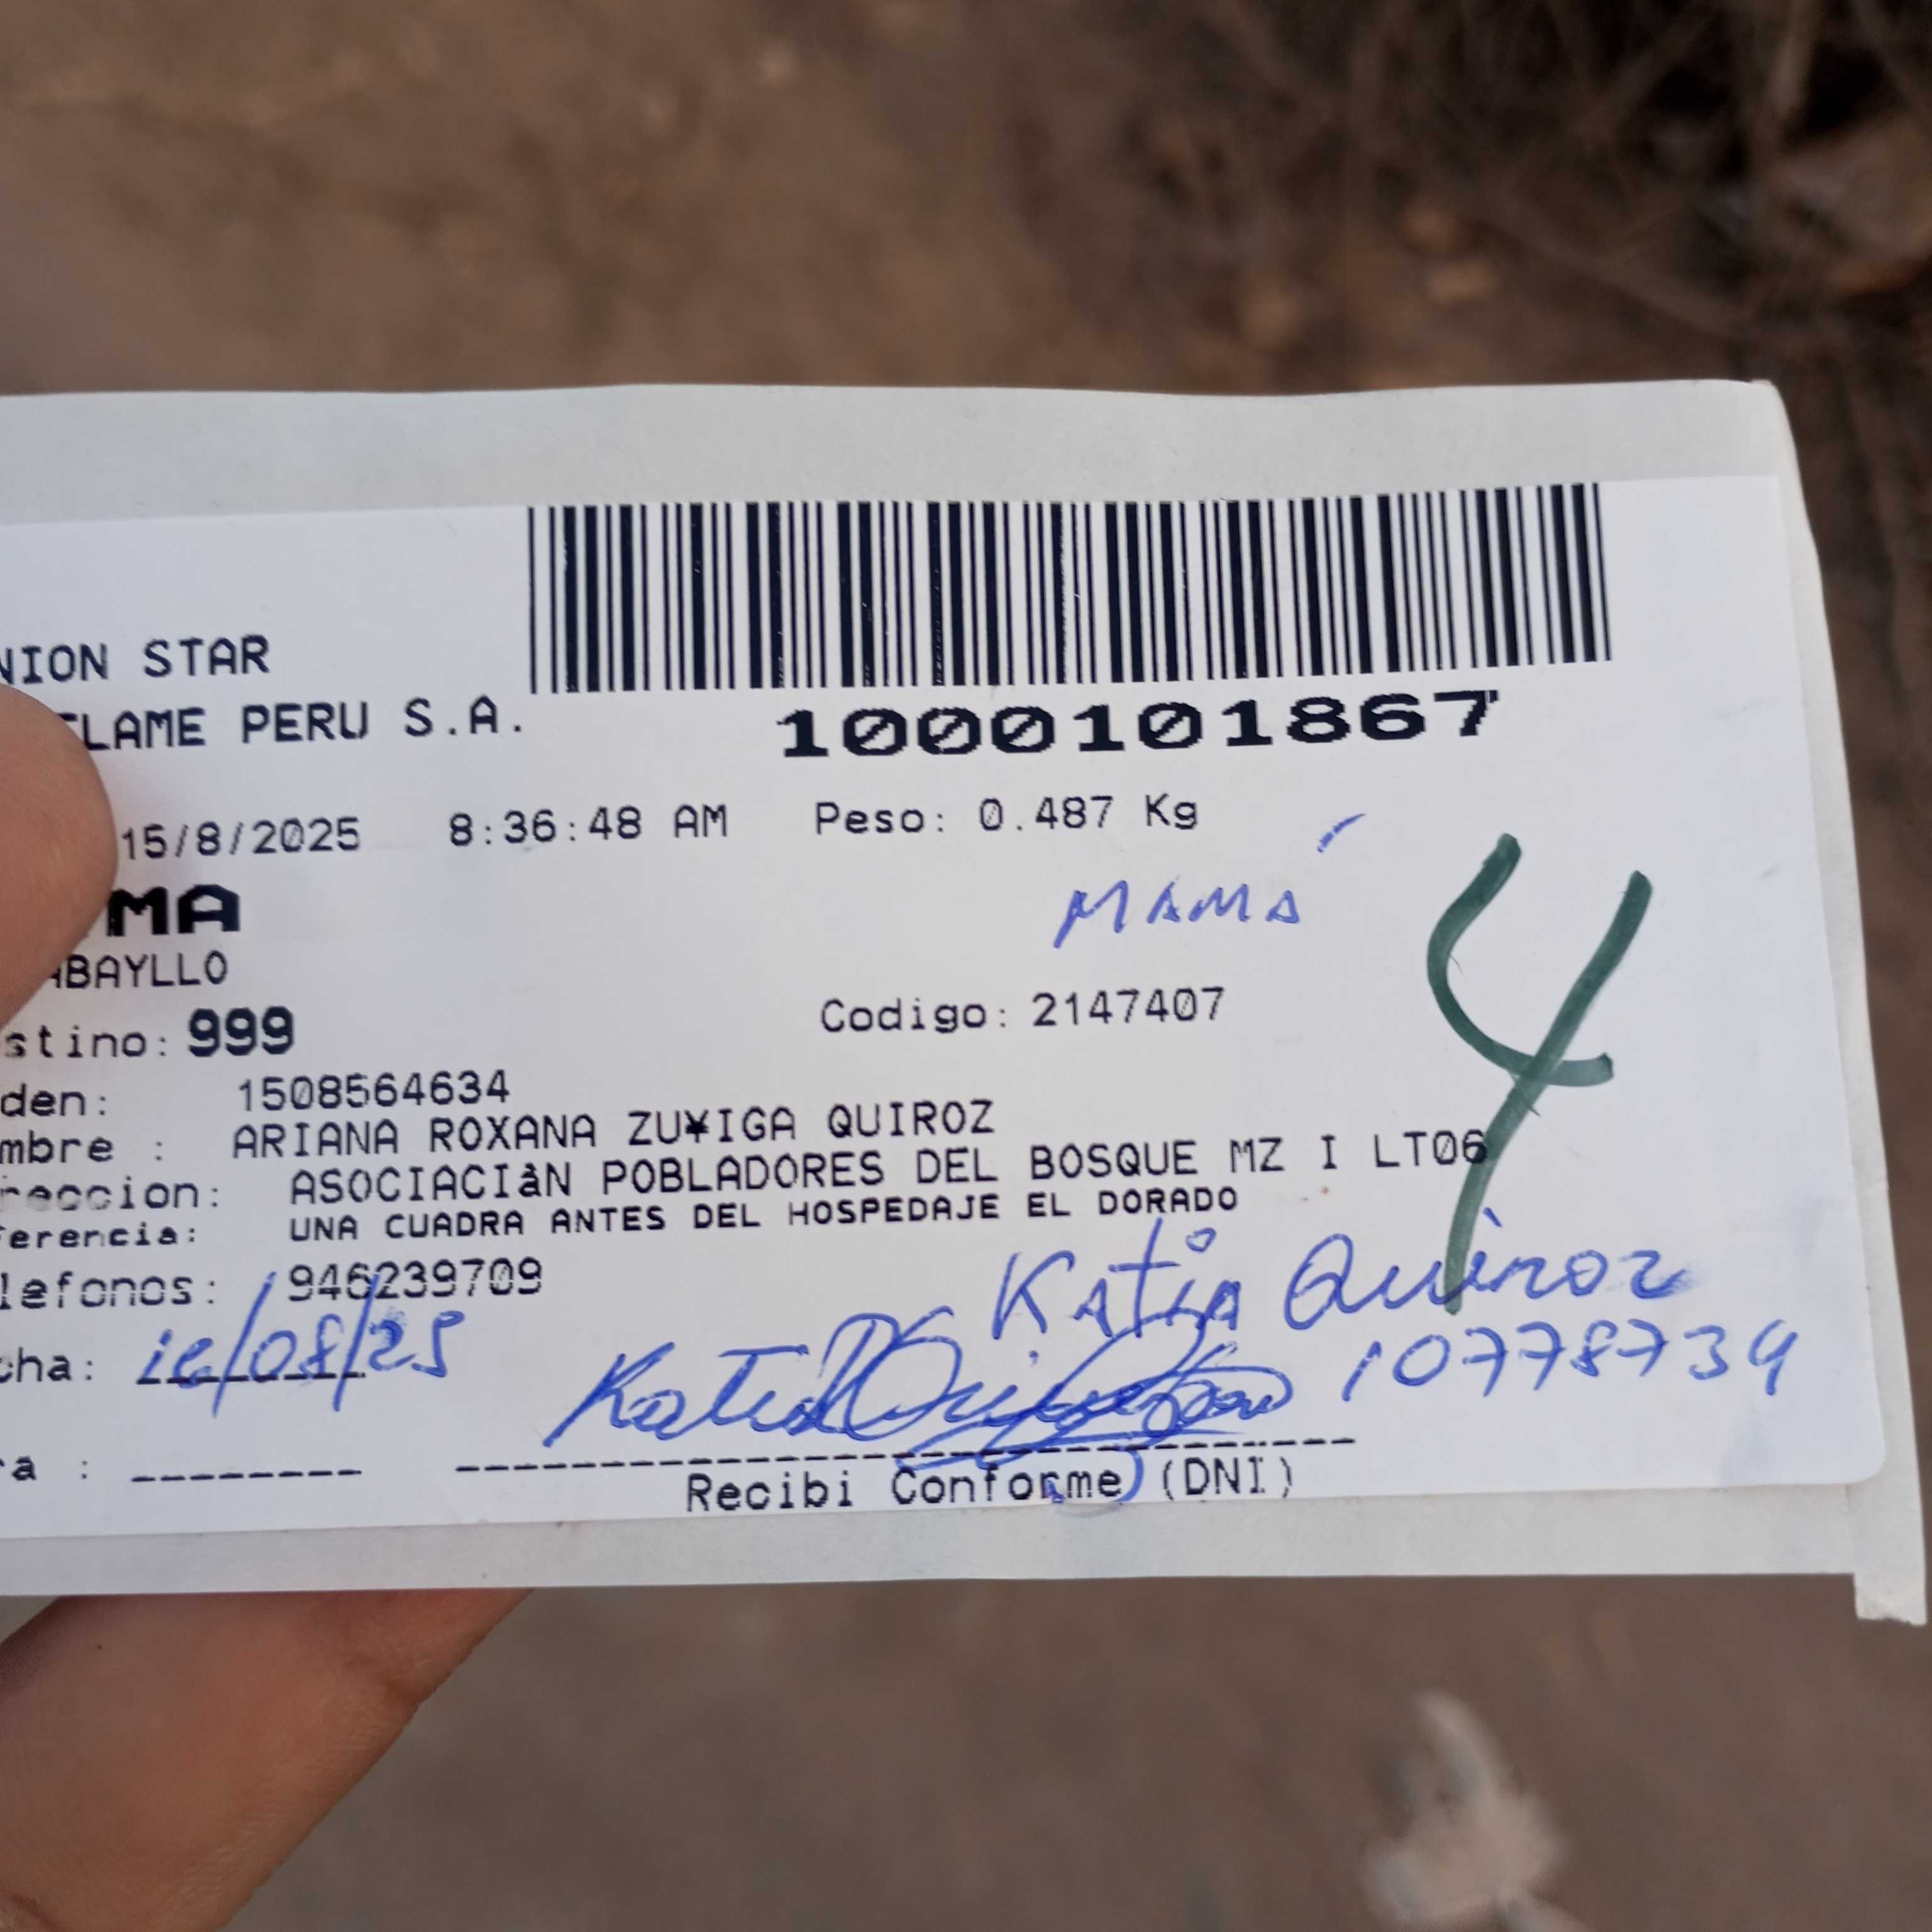 NION STAR
LAME PERU S.A.
1000101867
15/8/2025 8:36:48 AM Peso: 0.487 Kg
MA
MAMÁ
4
ABAYLLO
stino: 999
Codigo: 2147407
den: 1508564634
mbre : ARIANA ROXANA ZU¥IGA QUIROZ
reccion: ASOCIACIàN POBLADORES DEL BOSQUE MZ I LT06
ferencia: UNA CUADRA ANTES DEL HOSPEDAJE EL DORADO
lefonos: 946239709
Katia Quiroz
cha: 16/08/25
10778739
ra :
Recibi Conforme (DNI)